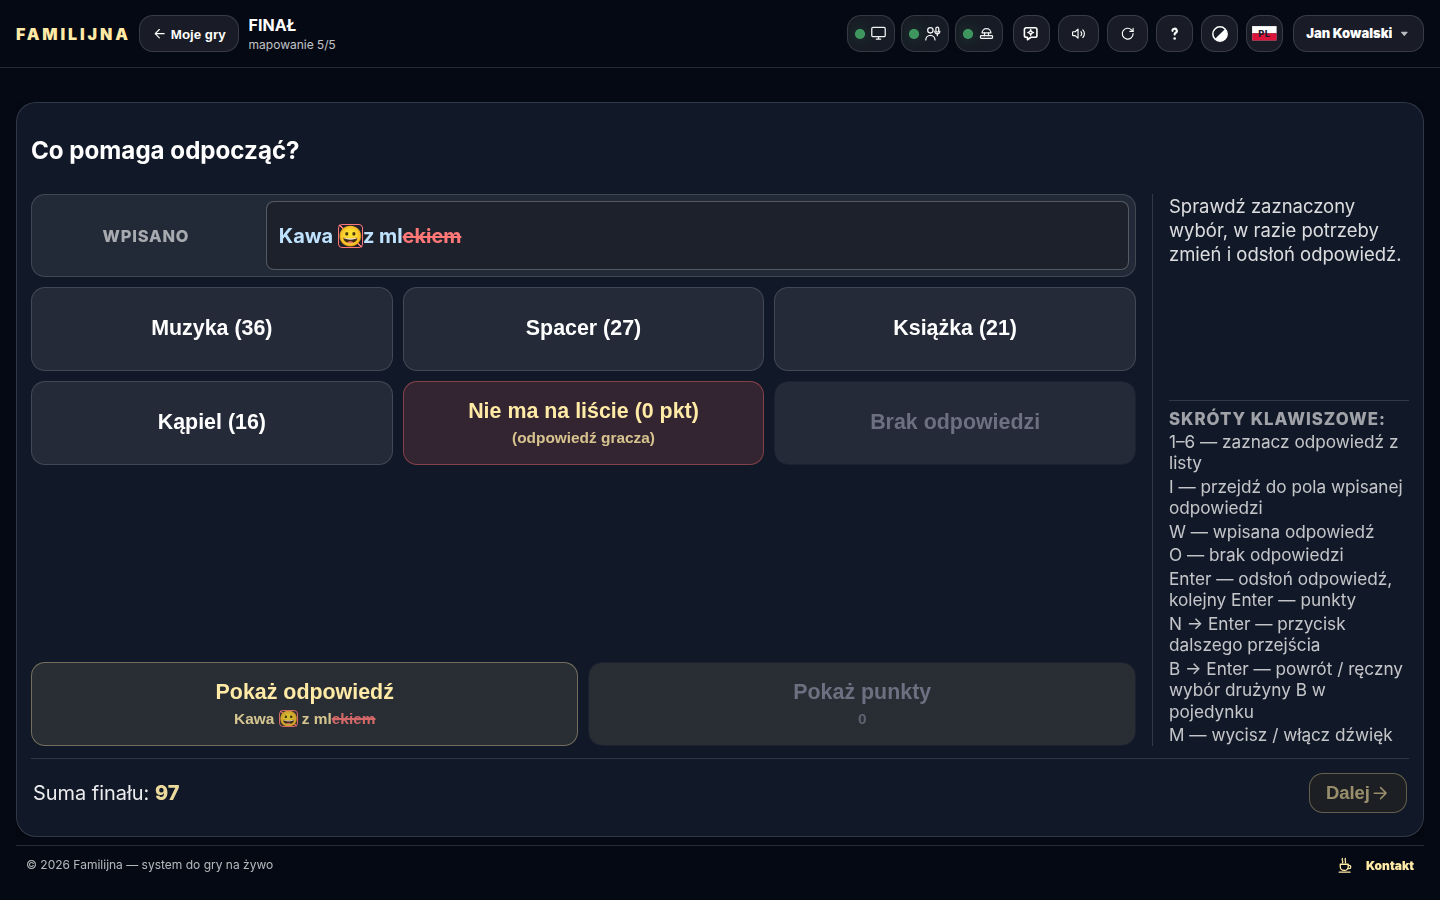 FAMILIJNA
← Moje gry
FINAŁ
mapowanie 5/5
?
PL
Jan Kowalski
Co pomaga odpocząć?
WPISANO
Kawa 😀z mlekiem
Muzyka (36)
Spacer (27)
Książka (21)
Kąpiel (16)
Nie ma na liście (0 pkt)
(odpowiedź gracza)
Brak odpowiedzi
Pokaż odpowiedź
Kawa 😀 z mlekiem
Pokaż punkty
0
Sprawdź zaznaczony
wybór, w razie potrzeby
zmień i odsłoń odpowiedź.
SKRÓTY KLAWISZOWE:
1–6 — zaznacz odpowiedź z
listy
I — przejdź do pola wpisanej
odpowiedzi
W — wpisana odpowiedź
O — brak odpowiedzi
Enter — odsłoń odpowiedź,
kolejny Enter — punkty
N → Enter — przycisk
dalszego przejścia
B → Enter — powrót / ręczny
wybór drużyny B w
pojedynku
M — wycisz / włącz dźwięk
Suma finału: 97
Dalej →
© 2026 Familijna — system do gry na żywo
Kontakt